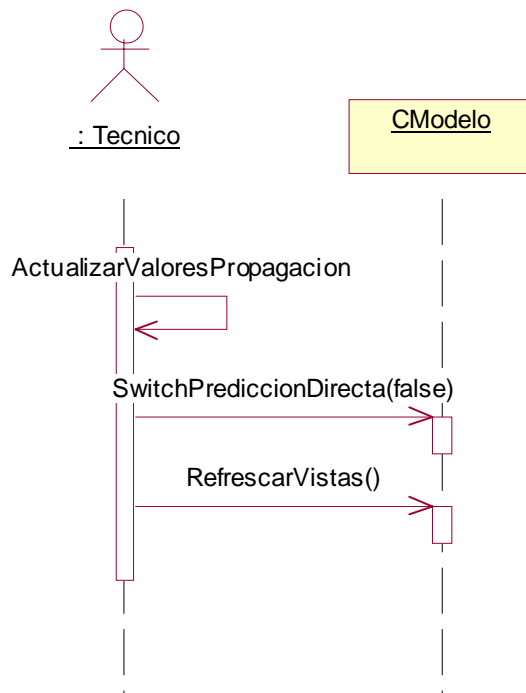 : Tecnico
CModelo
ActualizarValoresPropagacion
SwitchPrediccionDirecta(false)
RefrescarVistas()